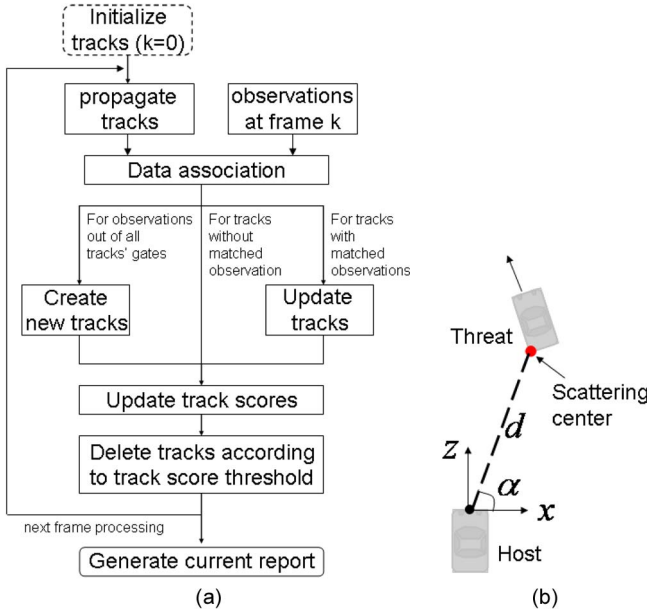 Initialize
tracks (k=0)
propagate
tracks
observations
at frame k
Data association
For observations
out of all
tracks' gates
For tracks
without
matched
observation
For tracks
with
matched
observations
Create
new tracks
Update
tracks
Update track scores
Delete tracks according
to track score threshold
next frame processing
Generate current report
(a)
Threat
Scattering
center
d
z
α
x
Host
(b)